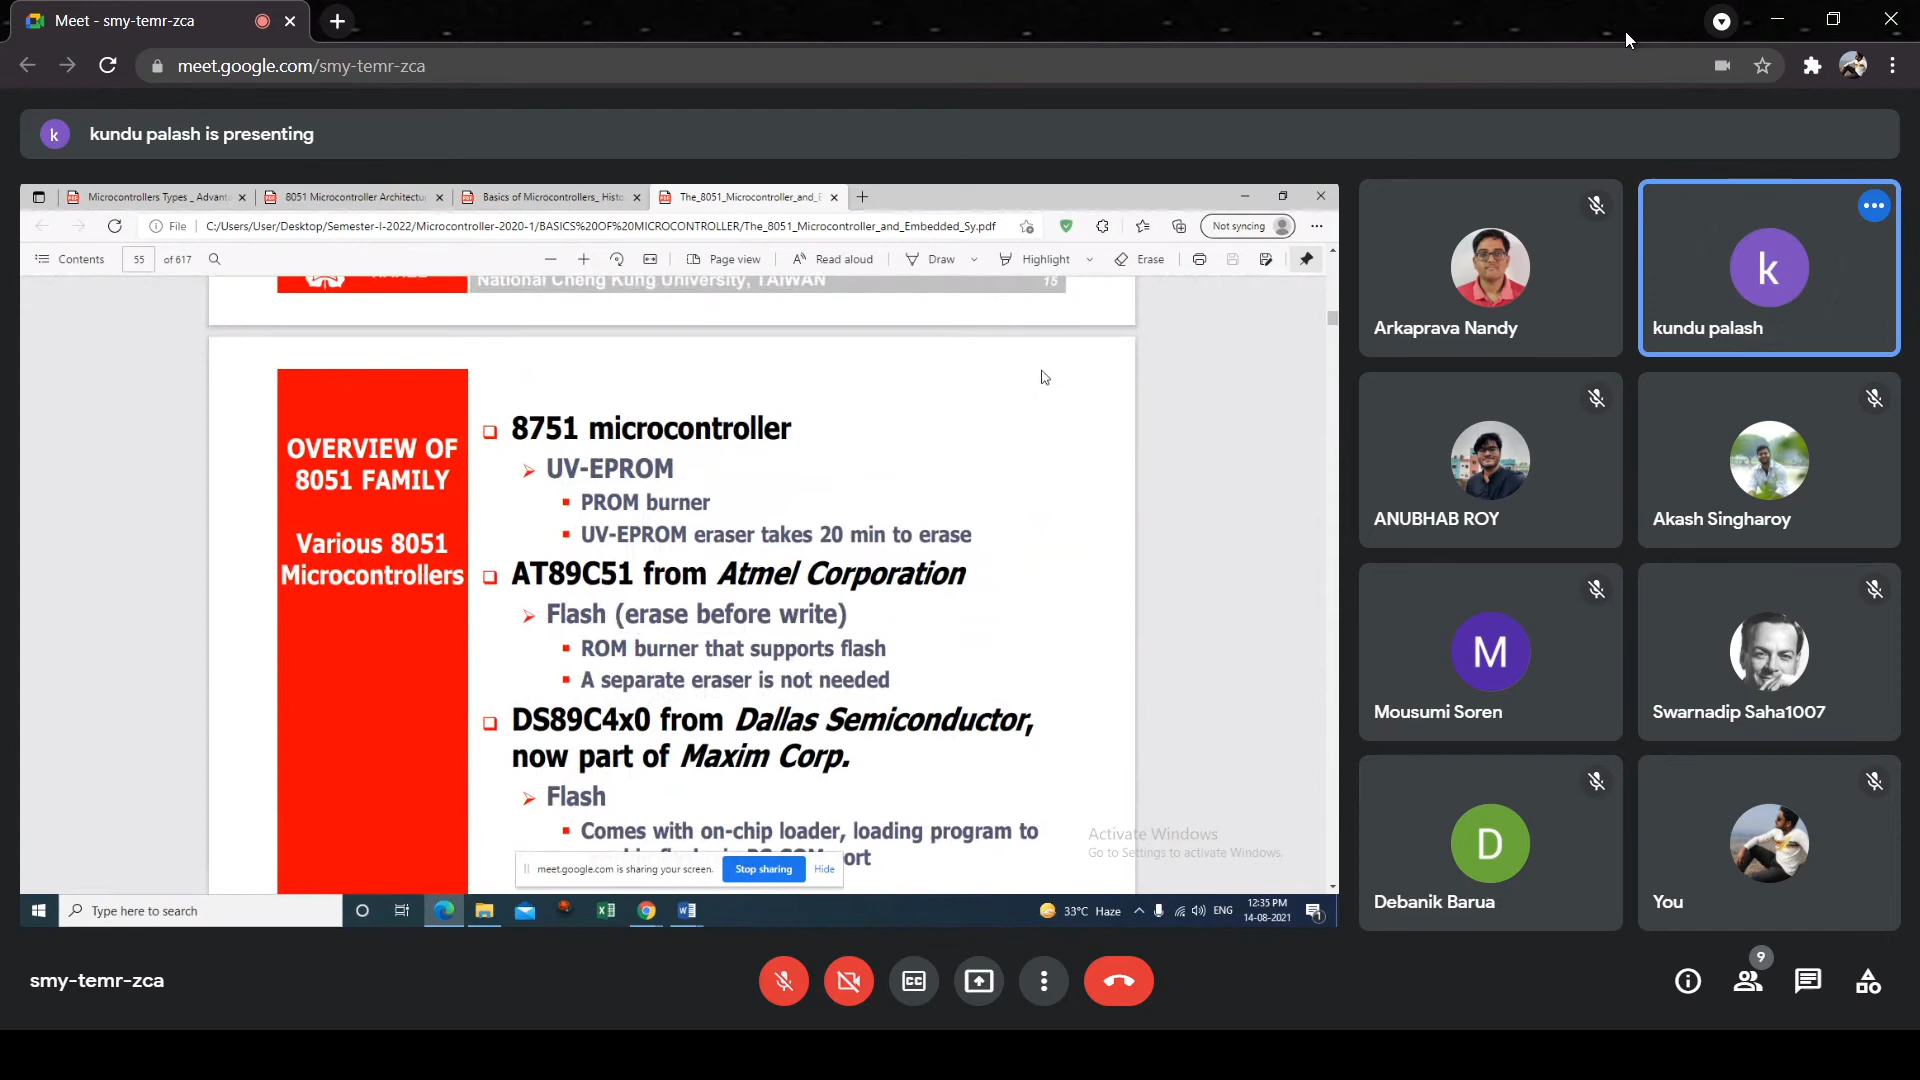 Meet - smy-temr-zca
meet.google.com/smy-temr-zca
k
kundu palash is presenting
Microcontrollers Types _ Advant
8051 Microcontroller Architectu
Basics of Microcontrollers_ Histo
The_8051_Microcontroller_and_E
File
C:/Users/User/Desktop/Semester-I-2022/Microcontroller-2020-1/BASICS%20OF%20MICROCONTROLLER/The_8051_Microcontroller_and_Embedded_Sy.pdf
Not syncing
Contents
55
of 617
Page view
Read aloud
Draw
Highlight
Erase
National Cheng Kung University, TAIWAN
15
OVERVIEW OF
8051 FAMILY
Various 8051
Microcontrollers
8751 microcontroller
UV-EPROM
PROM burner
UV-EPROM eraser takes 20 min to erase
AT89C51 from Atmel Corporation
Flash (erase before write)
ROM burner that supports flash
A separate eraser is not needed
DS89C4x0 from Dallas Semiconductor,
now part of Maxim Corp.
Flash
Comes with on-chip loader, loading program to
meet.google.com is sharing your screen.
Stop sharing
Hide
Activate Windows
Go to Settings to activate Windows.
Type here to search
33°C Haze
ENG
12:35 PM
14-08-2021
1
Arkaprava Nandy
k
kundu palash
ANUBHAB ROY
Akash Singharoy
M
Mousumi Soren
Swarnadip Saha1007
D
Debanik Barua
You
smy-temr-zca
CC
9